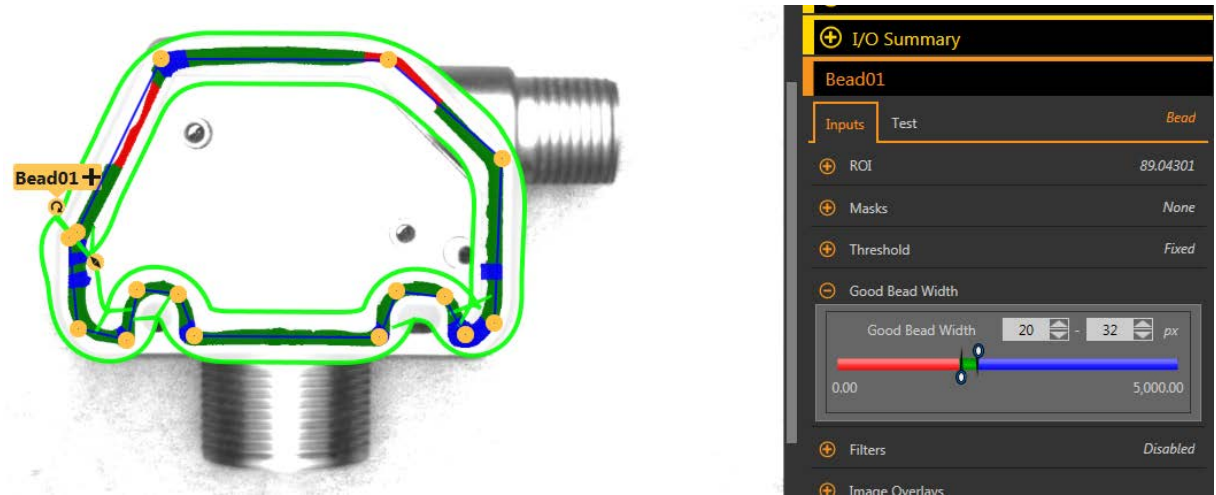 Bead01
I/O Summary
Bead01
Inputs Test Bead
ROI 89.04301
Masks None
Threshold Fixed
Good Bead Width
Good Bead Width 20 - 32 px
0.00 5,000.00
Filters Disabled
Image Overlays